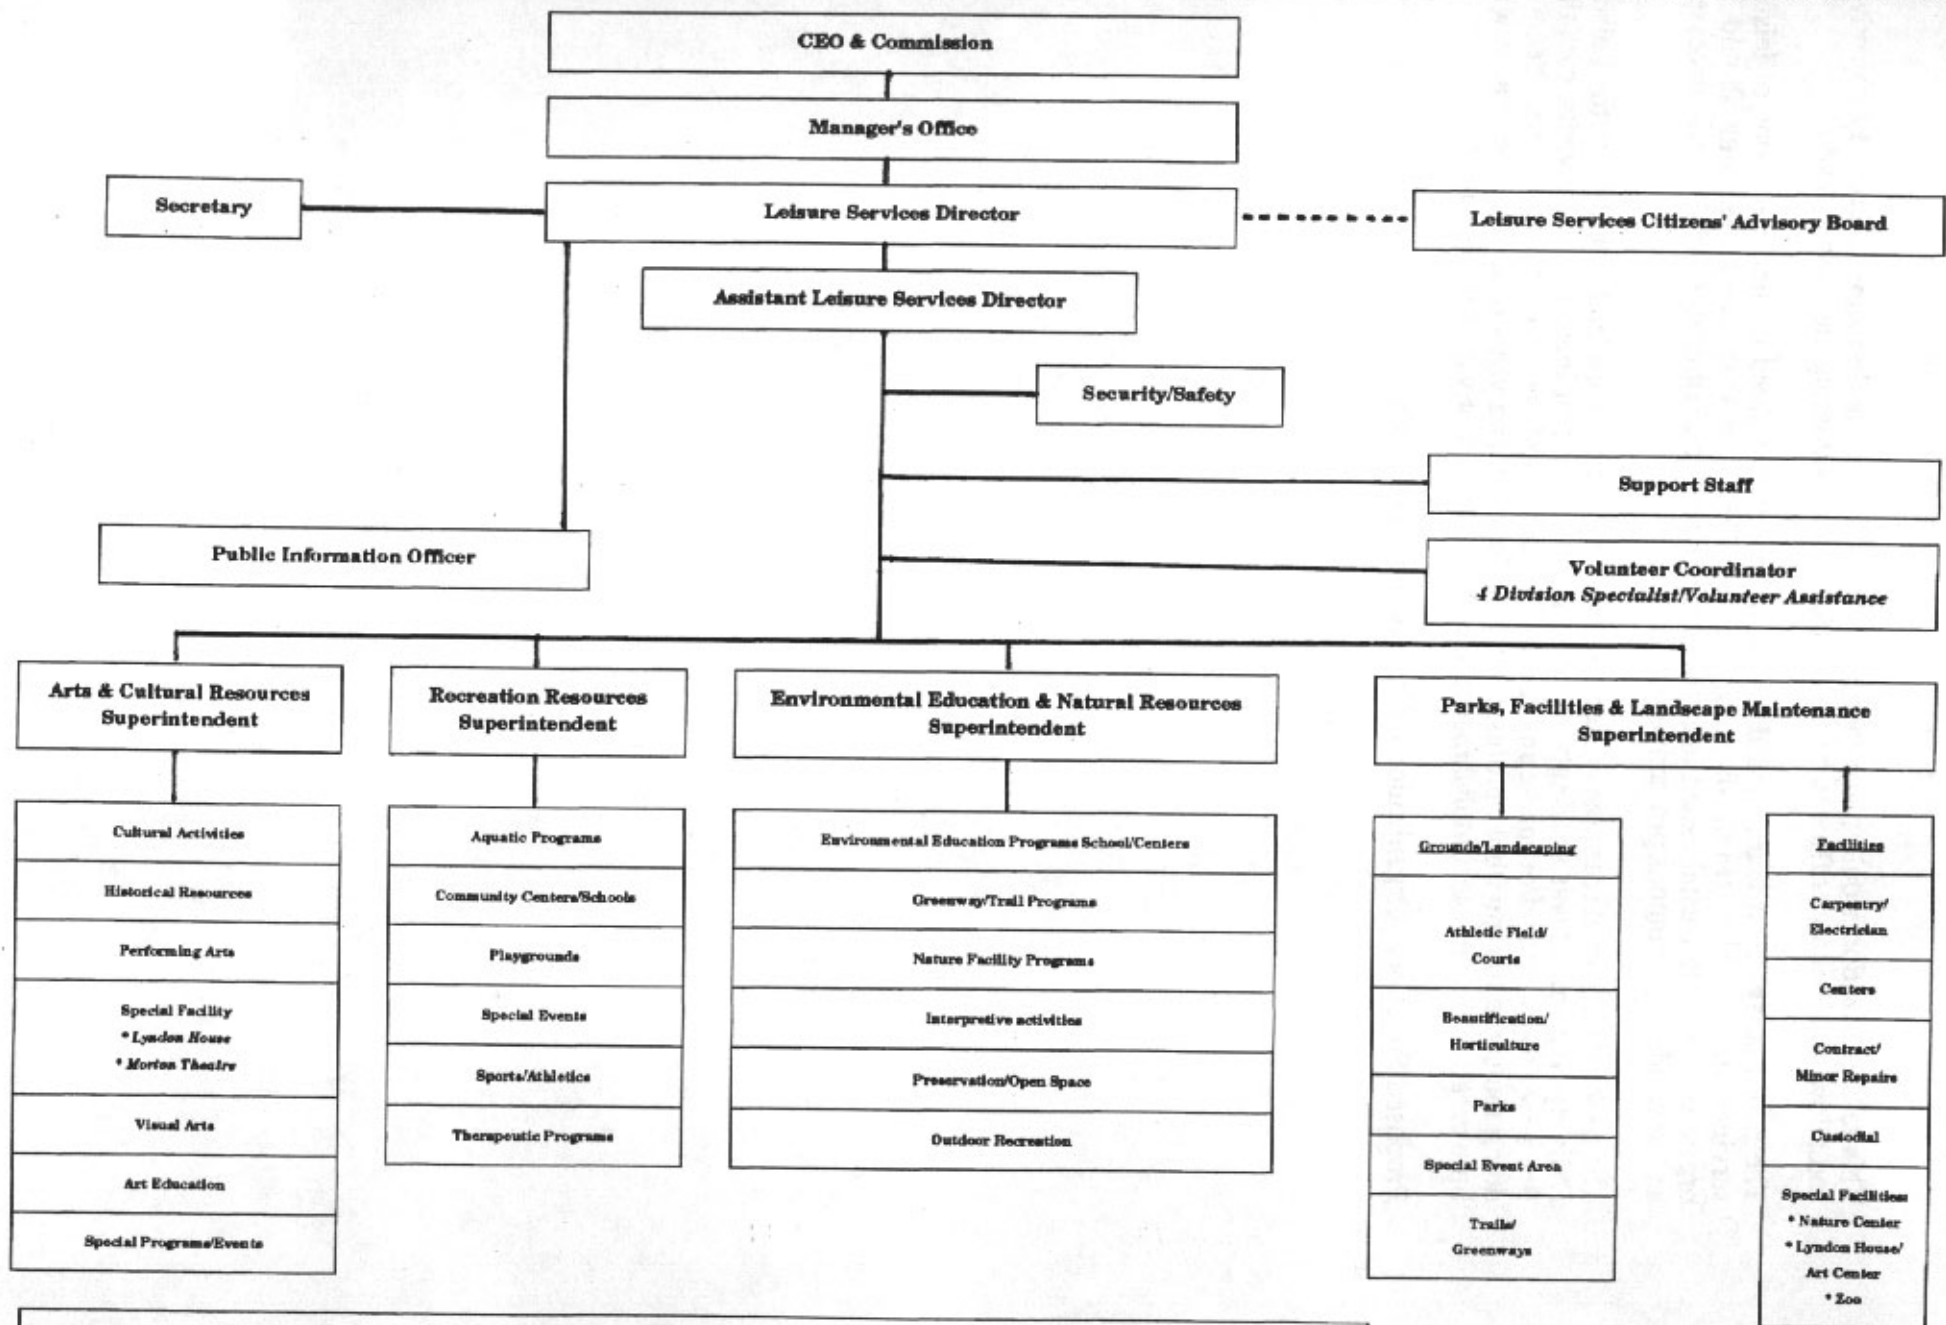 CEO & Commission
Manager's Office
Secretary
Leisure Services Director
Leisure Services Citizens' Advisory Board
Assistant Leisure Services Director
Security/Safety
Support Staff
Public Information Officer
Volunteer Coordinator
4 Division Specialist/Volunteer Assistance
Arts & Cultural Resources
Superintendent
Recreation Resources
Superintendent
Environmental Education & Natural Resources
Superintendent
Parks, Facilities & Landscape Maintenance
Superintendent
Cultural Activities
Historical Resources
Performing Arts
Special Facility
* Lyndon House
* Morton Theatre
Visual Arts
Art Education
Special Programs/Events
Aquatic Programs
Community Centers/Schools
Playgrounds
Special Events
Sports/Athletics
Therapeutic Programs
Environmental Education Programs School/Centers
Greenway/Trail Programs
Nature Facility Programs
Interpretive activities
Preservation/Open Space
Outdoor Recreation
Grounds/Landscaping
Athletic Field/
Courts
Beautification/
Horticulture
Parks
Special Event Area
Trails/
Greenways
Facilities
Carpentry/
Electrician
Centers
Contract/
Minor Repairs
Custodial
Special Facilities:
* Nature Center
* Lyndon House/
Art Center
* Zoo